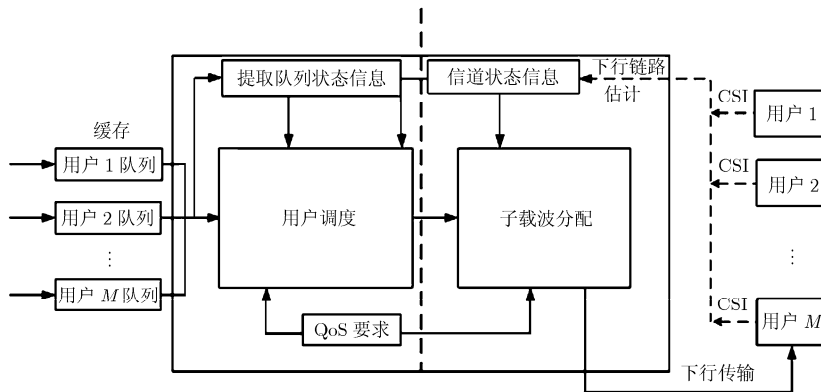 提取队列状态信息
信道状态信息
下行链路
估计
CSI
用户 1
缓存
用户 1 队列
CSI
用户 2
用户 2 队列
用户调度
子载波分配
⋮
⋮
用户 M 队列
CSI
用户 M
QoS 要求
下行传输